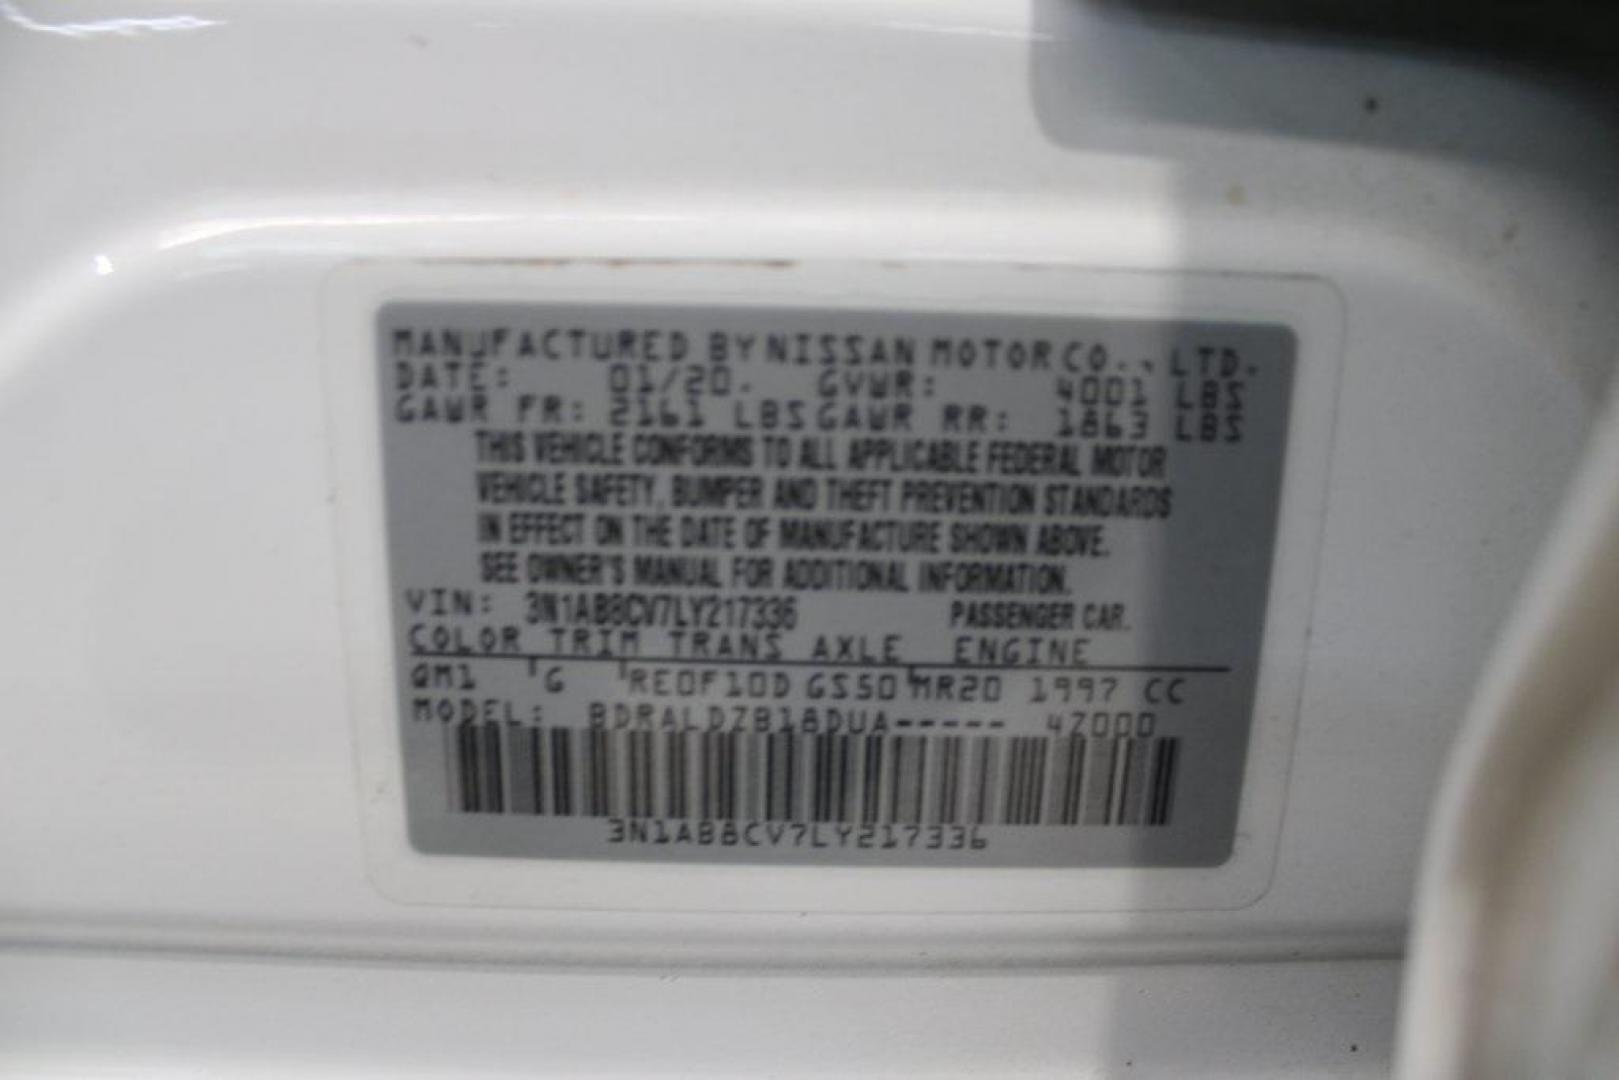 MANUFACTURED BY NISSAN MOTOR CO., LTD.
DATE: 01/20. GVWR: 4001 LBS
GAWR FR: 2161 LBS GAWR RR: 1863 LBS
THIS VEHICLE CONFORMS TO ALL APPLICABLE FEDERAL MOTOR
VEHICLE SAFETY, BUMPER AND THEFT PREVENTION STANDARDS
IN EFFECT ON THE DATE OF MANUFACTURE SHOWN ABOVE.
SEE OWNER'S MANUAL FOR ADDITIONAL INFORMATION.
VIN: 3N1AB8CV7LY217336 PASSENGER CAR.
COLOR TRIM TRANS AXLE ENGINE
QM1 G RE0F10D GS50 MR20 1997 CC
MODEL: BDRALDZB18DUA----- 4Z000
3N1AB8CV7LY217336